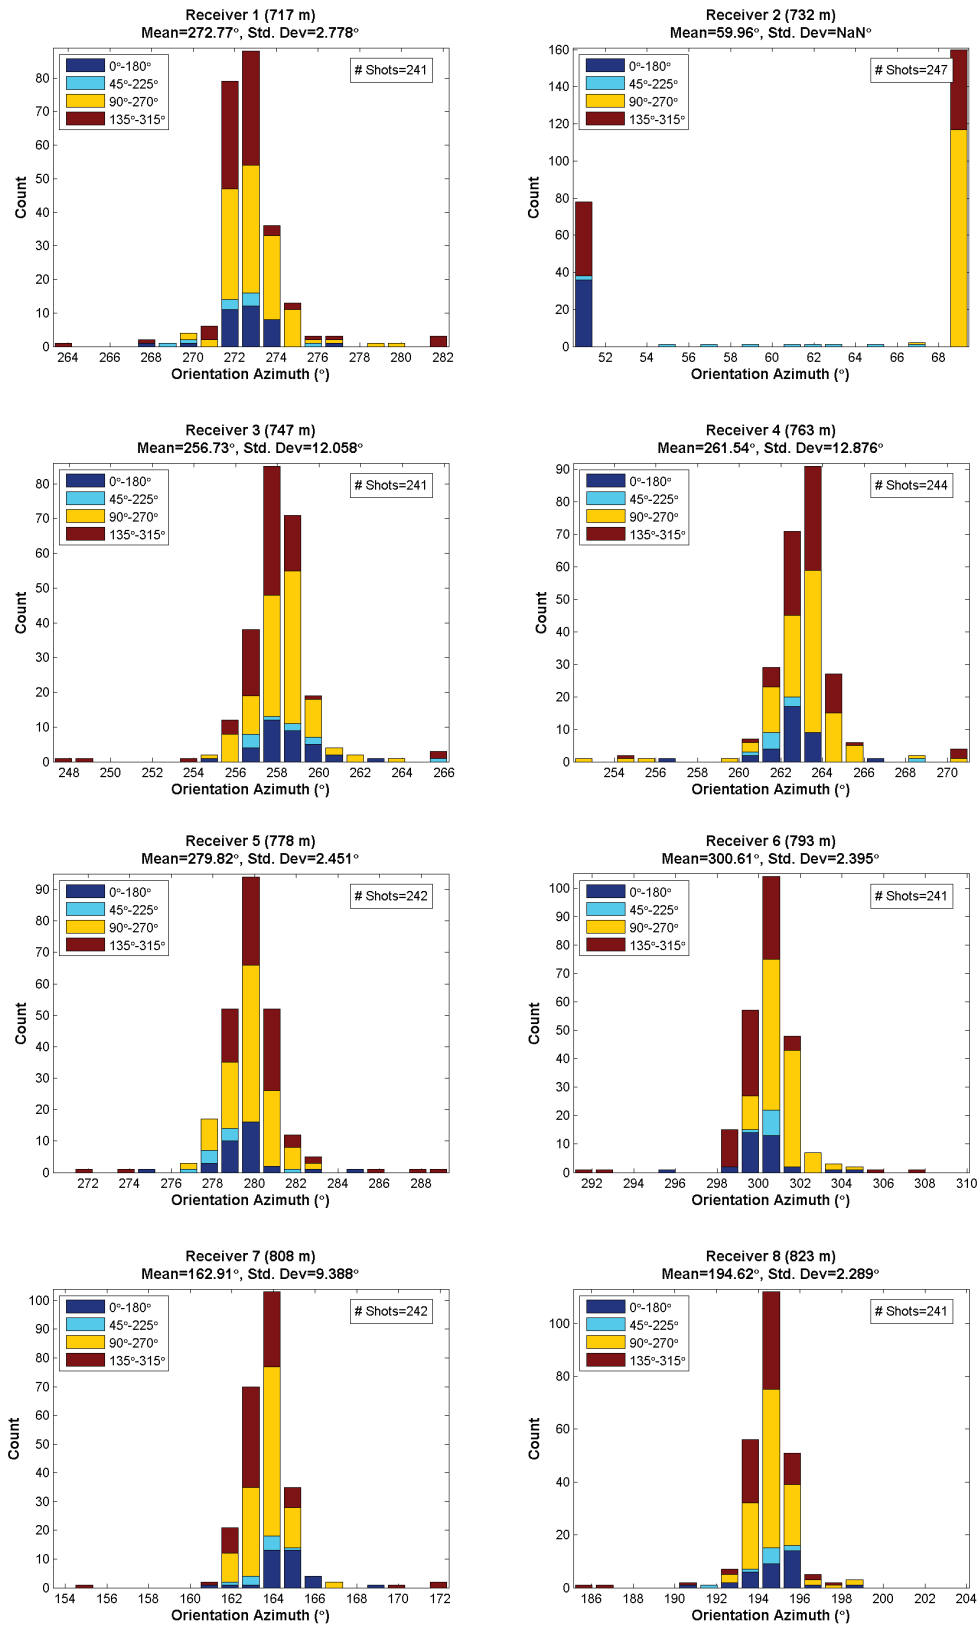 Receiver 1 (717 m)
Mean=272.77°, Std. Dev=2.778°
# Shots=241
0°-180°
45°-225°
90°-270°
135°-315°
Count
80
70
60
50
40
30
20
10
0
264 266 268 270 272 274 276 278 280 282
Orientation Azimuth (°)
Receiver 2 (732 m)
Mean=59.96°, Std. Dev=NaN°
# Shots=247
0°-180°
45°-225°
90°-270°
135°-315°
Count
160
140
120
100
80
60
40
20
0
52 54 56 58 60 62 64 66 68
Orientation Azimuth (°)
Receiver 3 (747 m)
Mean=256.73°, Std. Dev=12.058°
# Shots=241
0°-180°
45°-225°
90°-270°
135°-315°
Count
80
70
60
50
40
30
20
10
0
248 250 252 254 256 258 260 262 264 266
Orientation Azimuth (°)
Receiver 4 (763 m)
Mean=261.54°, Std. Dev=12.876°
# Shots=244
0°-180°
45°-225°
90°-270°
135°-315°
Count
90
80
70
60
50
40
30
20
10
0
254 256 258 260 262 264 266 268 270
Orientation Azimuth (°)
Receiver 5 (778 m)
Mean=279.82°, Std. Dev=2.451°
# Shots=242
0°-180°
45°-225°
90°-270°
135°-315°
Count
90
80
70
60
50
40
30
20
10
0
272 274 276 278 280 282 284 286 288
Orientation Azimuth (°)
Receiver 6 (793 m)
Mean=300.61°, Std. Dev=2.395°
# Shots=241
0°-180°
45°-225°
90°-270°
135°-315°
Count
100
90
80
70
60
50
40
30
20
10
0
292 294 296 298 300 302 304 306 308 310
Orientation Azimuth (°)
Receiver 7 (808 m)
Mean=162.91°, Std. Dev=9.388°
# Shots=242
0°-180°
45°-225°
90°-270°
135°-315°
Count
100
90
80
70
60
50
40
30
20
10
0
154 156 158 160 162 164 166 168 170 172
Orientation Azimuth (°)
Receiver 8 (823 m)
Mean=194.62°, Std. Dev=2.289°
# Shots=241
0°-180°
45°-225°
90°-270°
135°-315°
Count
100
80
60
40
20
0
186 188 190 192 194 196 198 200 202 204
Orientation Azimuth (°)